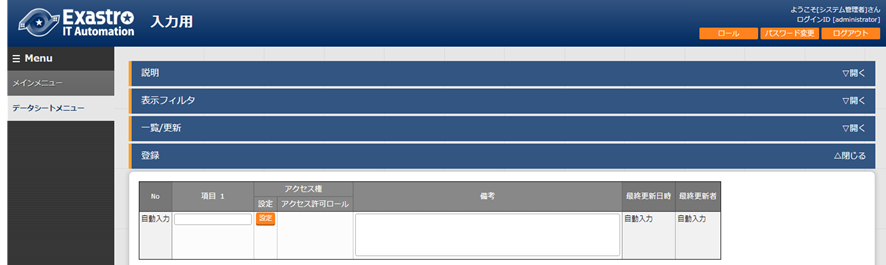 Exastro
IT Automation
入力用
ようこそ[システム管理者]さん
ログインID [administrator]
ロール
パスワード変更
ログアウト
☰ Menu
メインメニュー
データシートメニュー
説明
▽開く
表示フィルタ
▽開く
一覧/更新
▽開く
登録
△閉じる
No
項目 1
アクセス権
設定
アクセス許可ロール
備考
最終更新日時
最終更新者
自動入力
設定
自動入力
自動入力